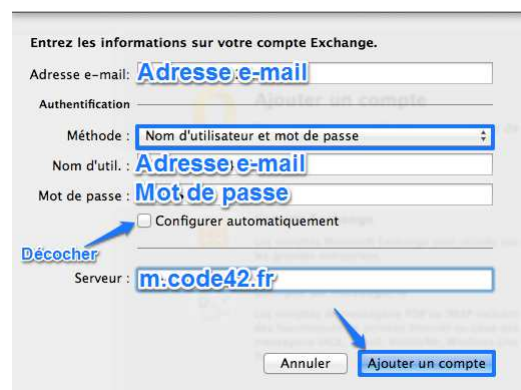 Entrez les informations sur votre compte Exchange.
Adresse e-mail: Adresse e-mail
Authentification
Ajouter un compte
Méthode : Nom d'utilisateur et mot de passe
Nom d'util. : Adresse e-mail
Mot de passe : Mot de passe
Configurer automatiquement
Décocher
Serveur : m.code42.fr
Annuler Ajouter un compte